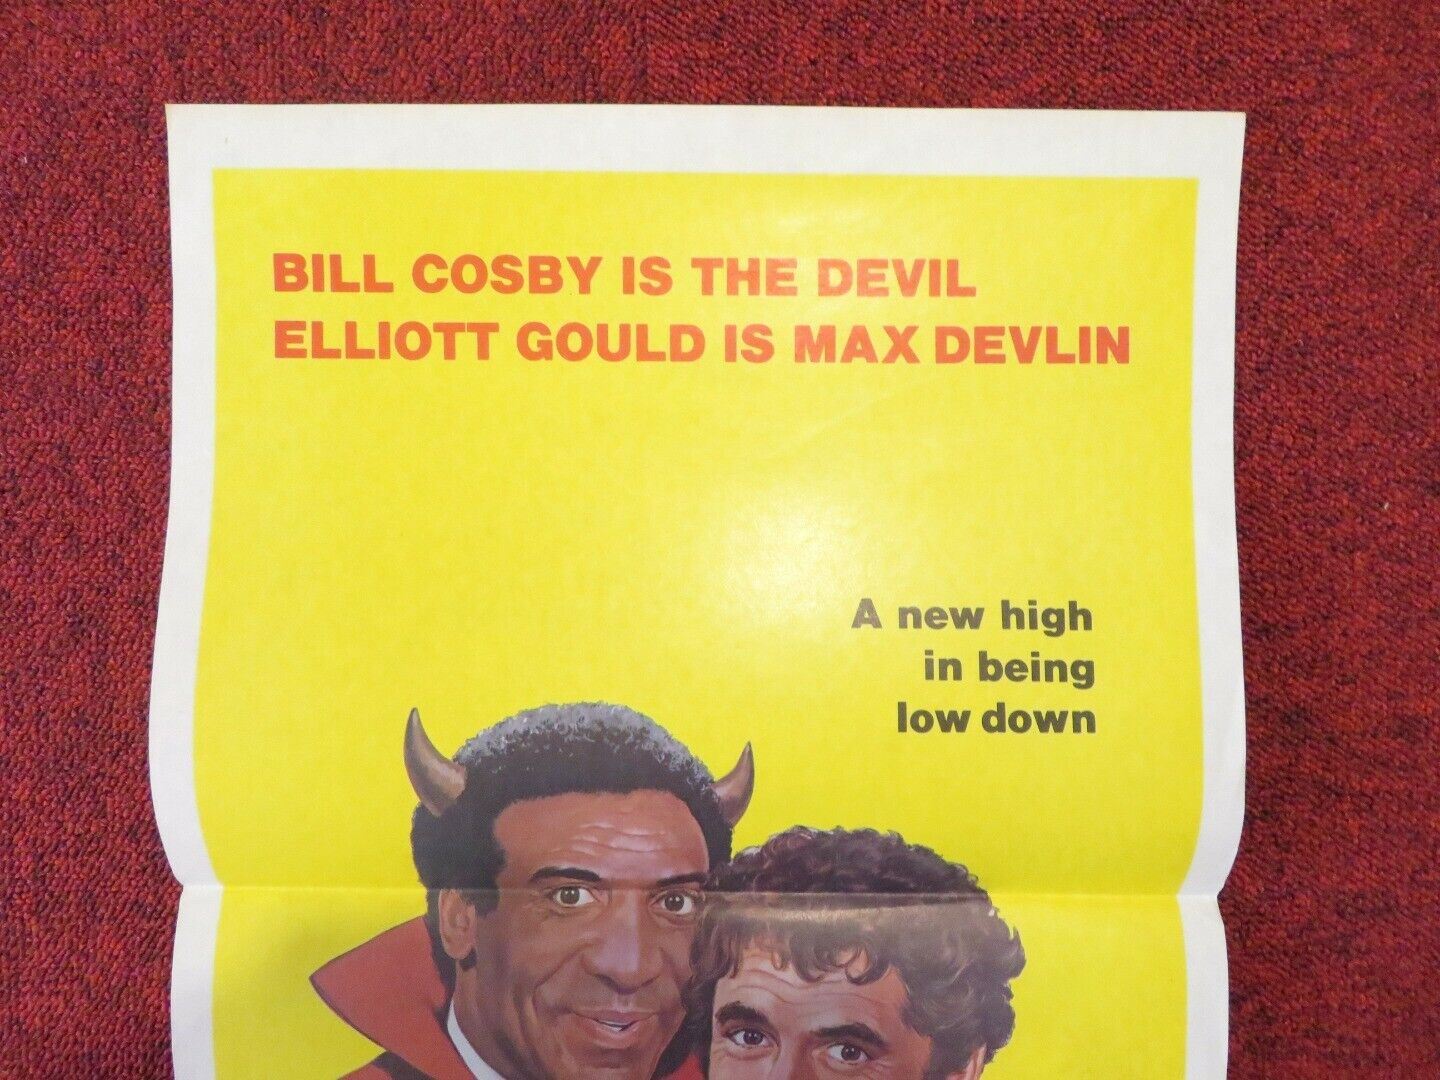 BILL COSBY IS THE DEVIL
ELLIOTT GOULD IS MAX DEVLIN
A new high
in being
low down